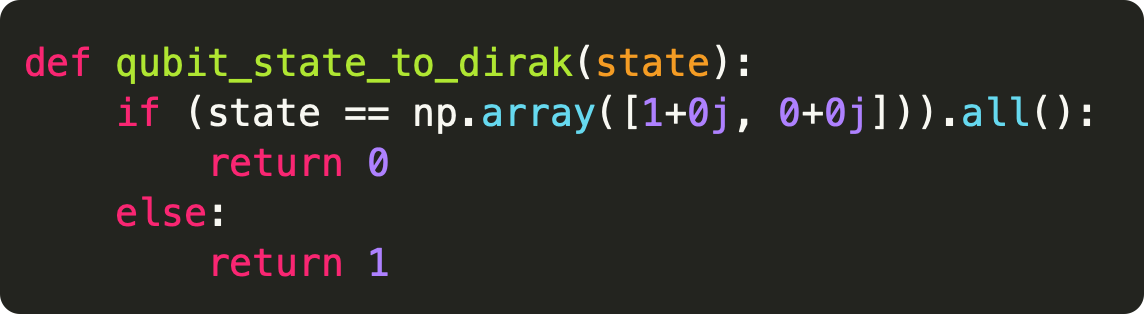 def qubit_state_to_dirak(state):
    if (state == np.array([1+0j, 0+0j])).all():
        return 0
    else:
        return 1